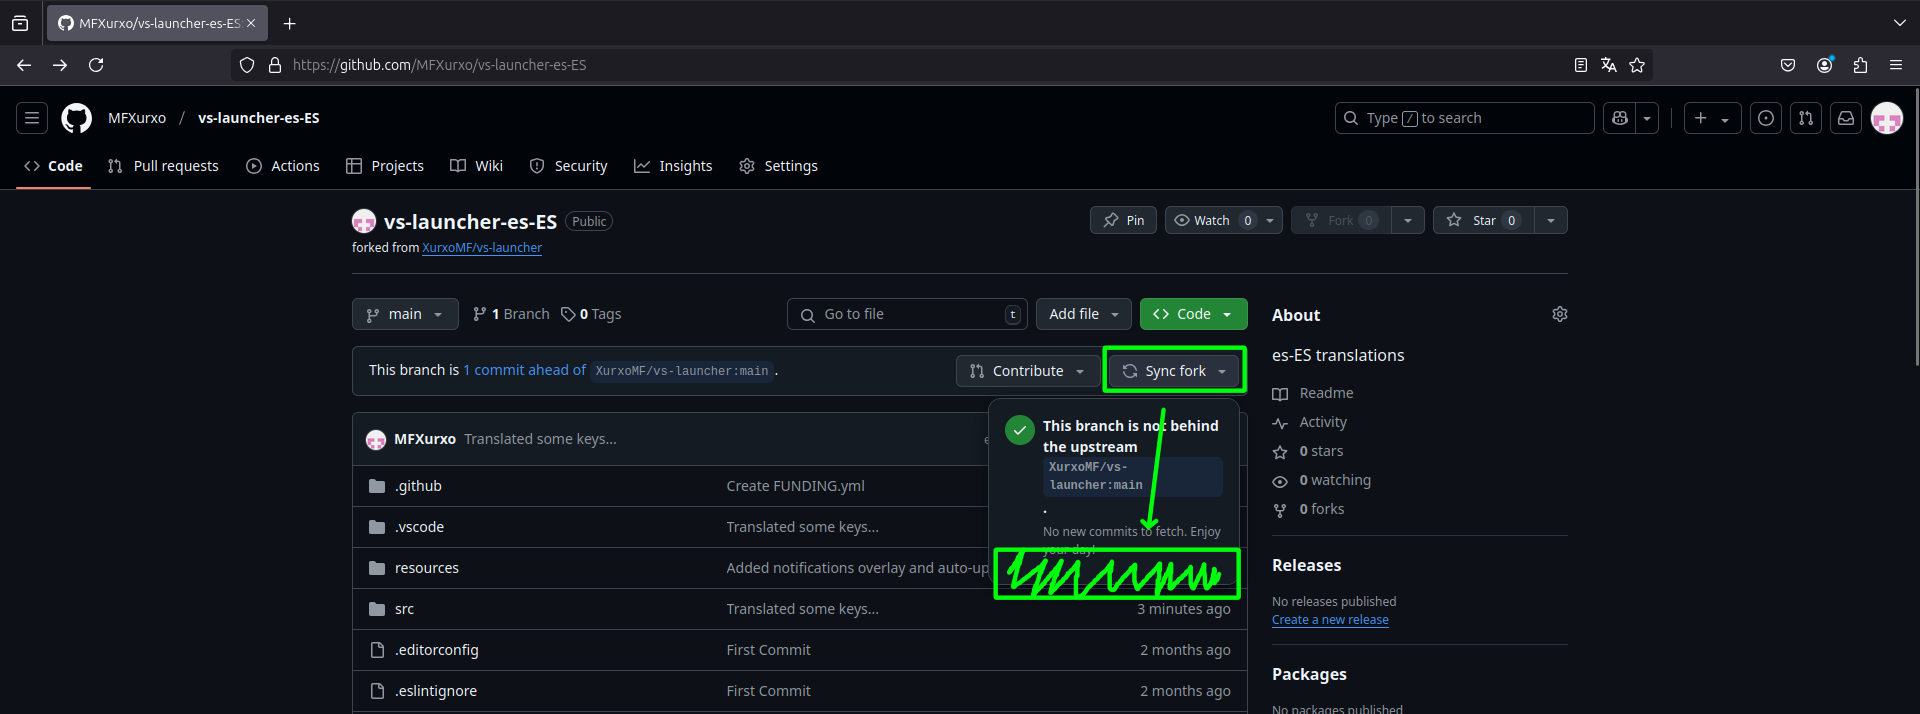 MFXurxo/vs-launcher-es-ES
https://github.com/MFXurxo/vs-launcher-es-ES
MFXurxo / vs-launcher-es-ES
Type / to search
Code Pull requests Actions Projects Wiki Security Insights Settings
vs-launcher-es-ES Public
forked from XurxoMF/vs-launcher
Pin Watch 0 Fork 0 Star 0
main 1 Branch 0 Tags Go to file t Add file Code
This branch is 1 commit ahead of XurxoMF/vs-launcher:main .
Contribute Sync fork
This branch is not behind
the upstream
XurxoMF/vs-
launcher:main
.
No new commits to fetch. Enjoy
your day!
MFXurxo Translated some keys...
.github Create FUNDING.yml
.vscode Translated some keys...
resources Added notifications overlay and auto-up
src Translated some keys... 3 minutes ago
.editorconfig First Commit 2 months ago
.eslintignore First Commit 2 months ago
About
es-ES translations
Readme
Activity
0 stars
0 watching
0 forks
Releases
No releases published
Create a new release
Packages
No packages published